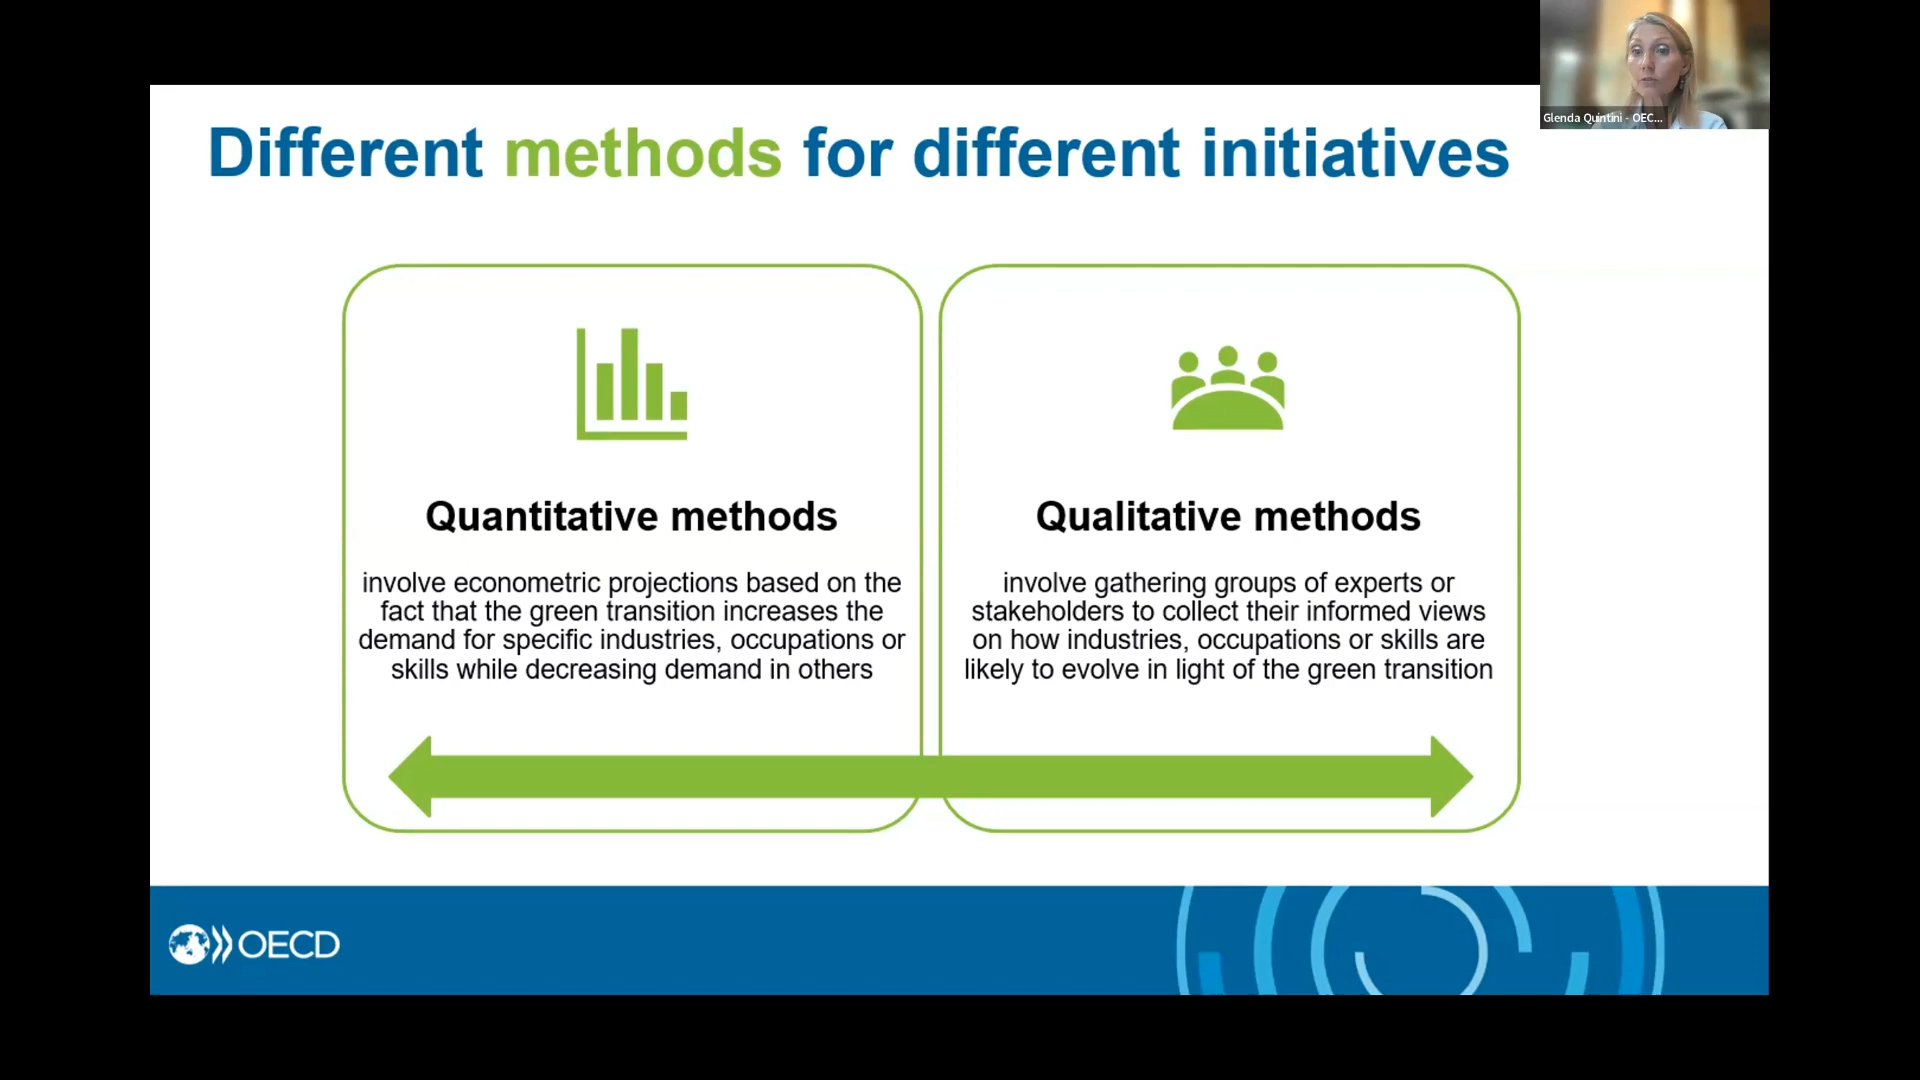 Glenda Quintini - OEC...
Different methods for different initiatives
Quantitative methods
involve econometric projections based on the
fact that the green transition increases the
demand for specific industries, occupations or
skills while decreasing demand in others
Qualitative methods
involve gathering groups of experts or
stakeholders to collect their informed views
on how industries, occupations or skills are
likely to evolve in light of the green transition
OECD